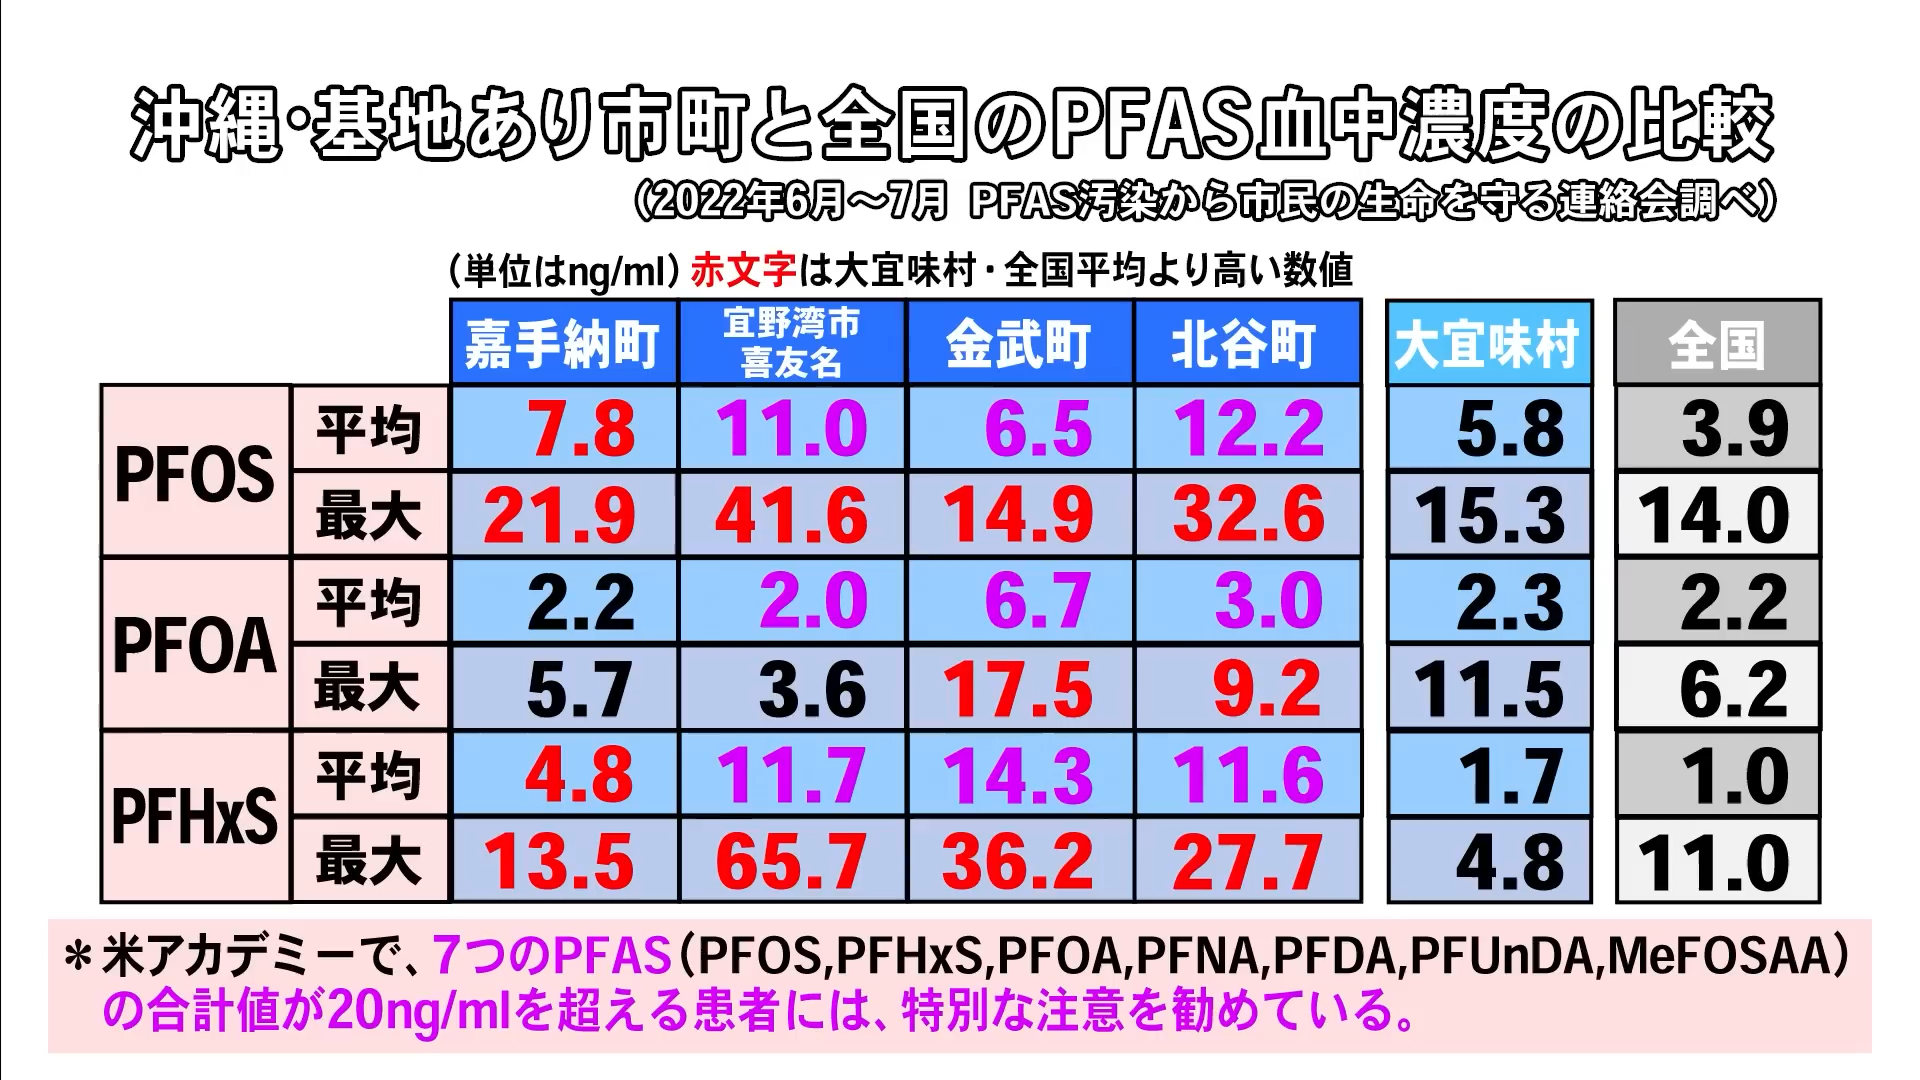 沖縄・基地あり市町と全国のPFAS血中濃度の比較
（2022年6月～7月 PFAS汚染から市民の生命を守る連絡会調べ）
（単位はng/ml）赤文字は大宜味村・全国平均より高い数値
嘉手納町 宜野湾市喜友名 金武町 北谷町 大宜味村 全国
PFOS 平均 7.8 11.0 6.5 12.2 5.8 3.9
最大 21.9 41.6 14.9 32.6 15.3 14.0
PFOA 平均 2.2 2.0 6.7 3.0 2.3 2.2
最大 5.7 3.6 17.5 9.2 11.5 6.2
PFHxS 平均 4.8 11.7 14.3 11.6 1.7 1.0
最大 13.5 65.7 36.2 27.7 4.8 11.0
＊米アカデミーで、7つのPFAS（PFOS,PFHxS,PFOA,PFNA,PFDA,PFUnDA,MeFOSAA）
の合計値が20ng/mlを超える患者には、特別な注意を勧めている。